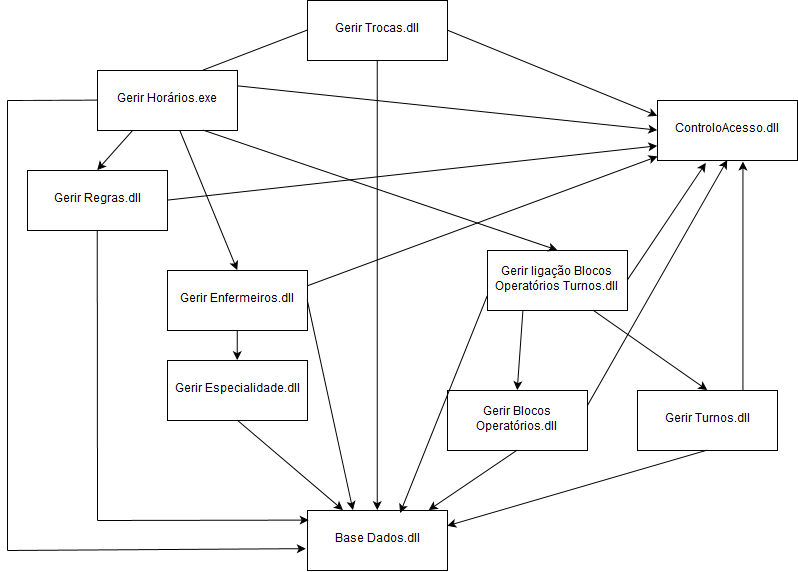 Gerir Trocas.dll
Gerir Horários.exe
ControloAcesso.dll
Gerir Regras.dll
Gerir ligação Blocos
Operatórios Turnos.dll
Gerir Enfermeiros.dll
Gerir Especialidade.dll
Gerir Blocos
Operatórios.dll
Gerir Turnos.dll
Base Dados.dll